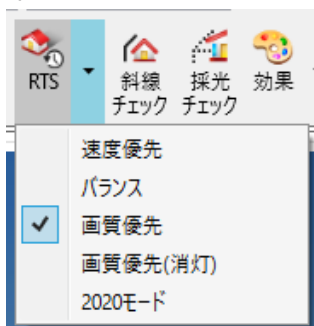 RTS
斜線
チェック
採光
チェック
効果
速度優先
バランス
画質優先
画質優先(消灯)
2020モード